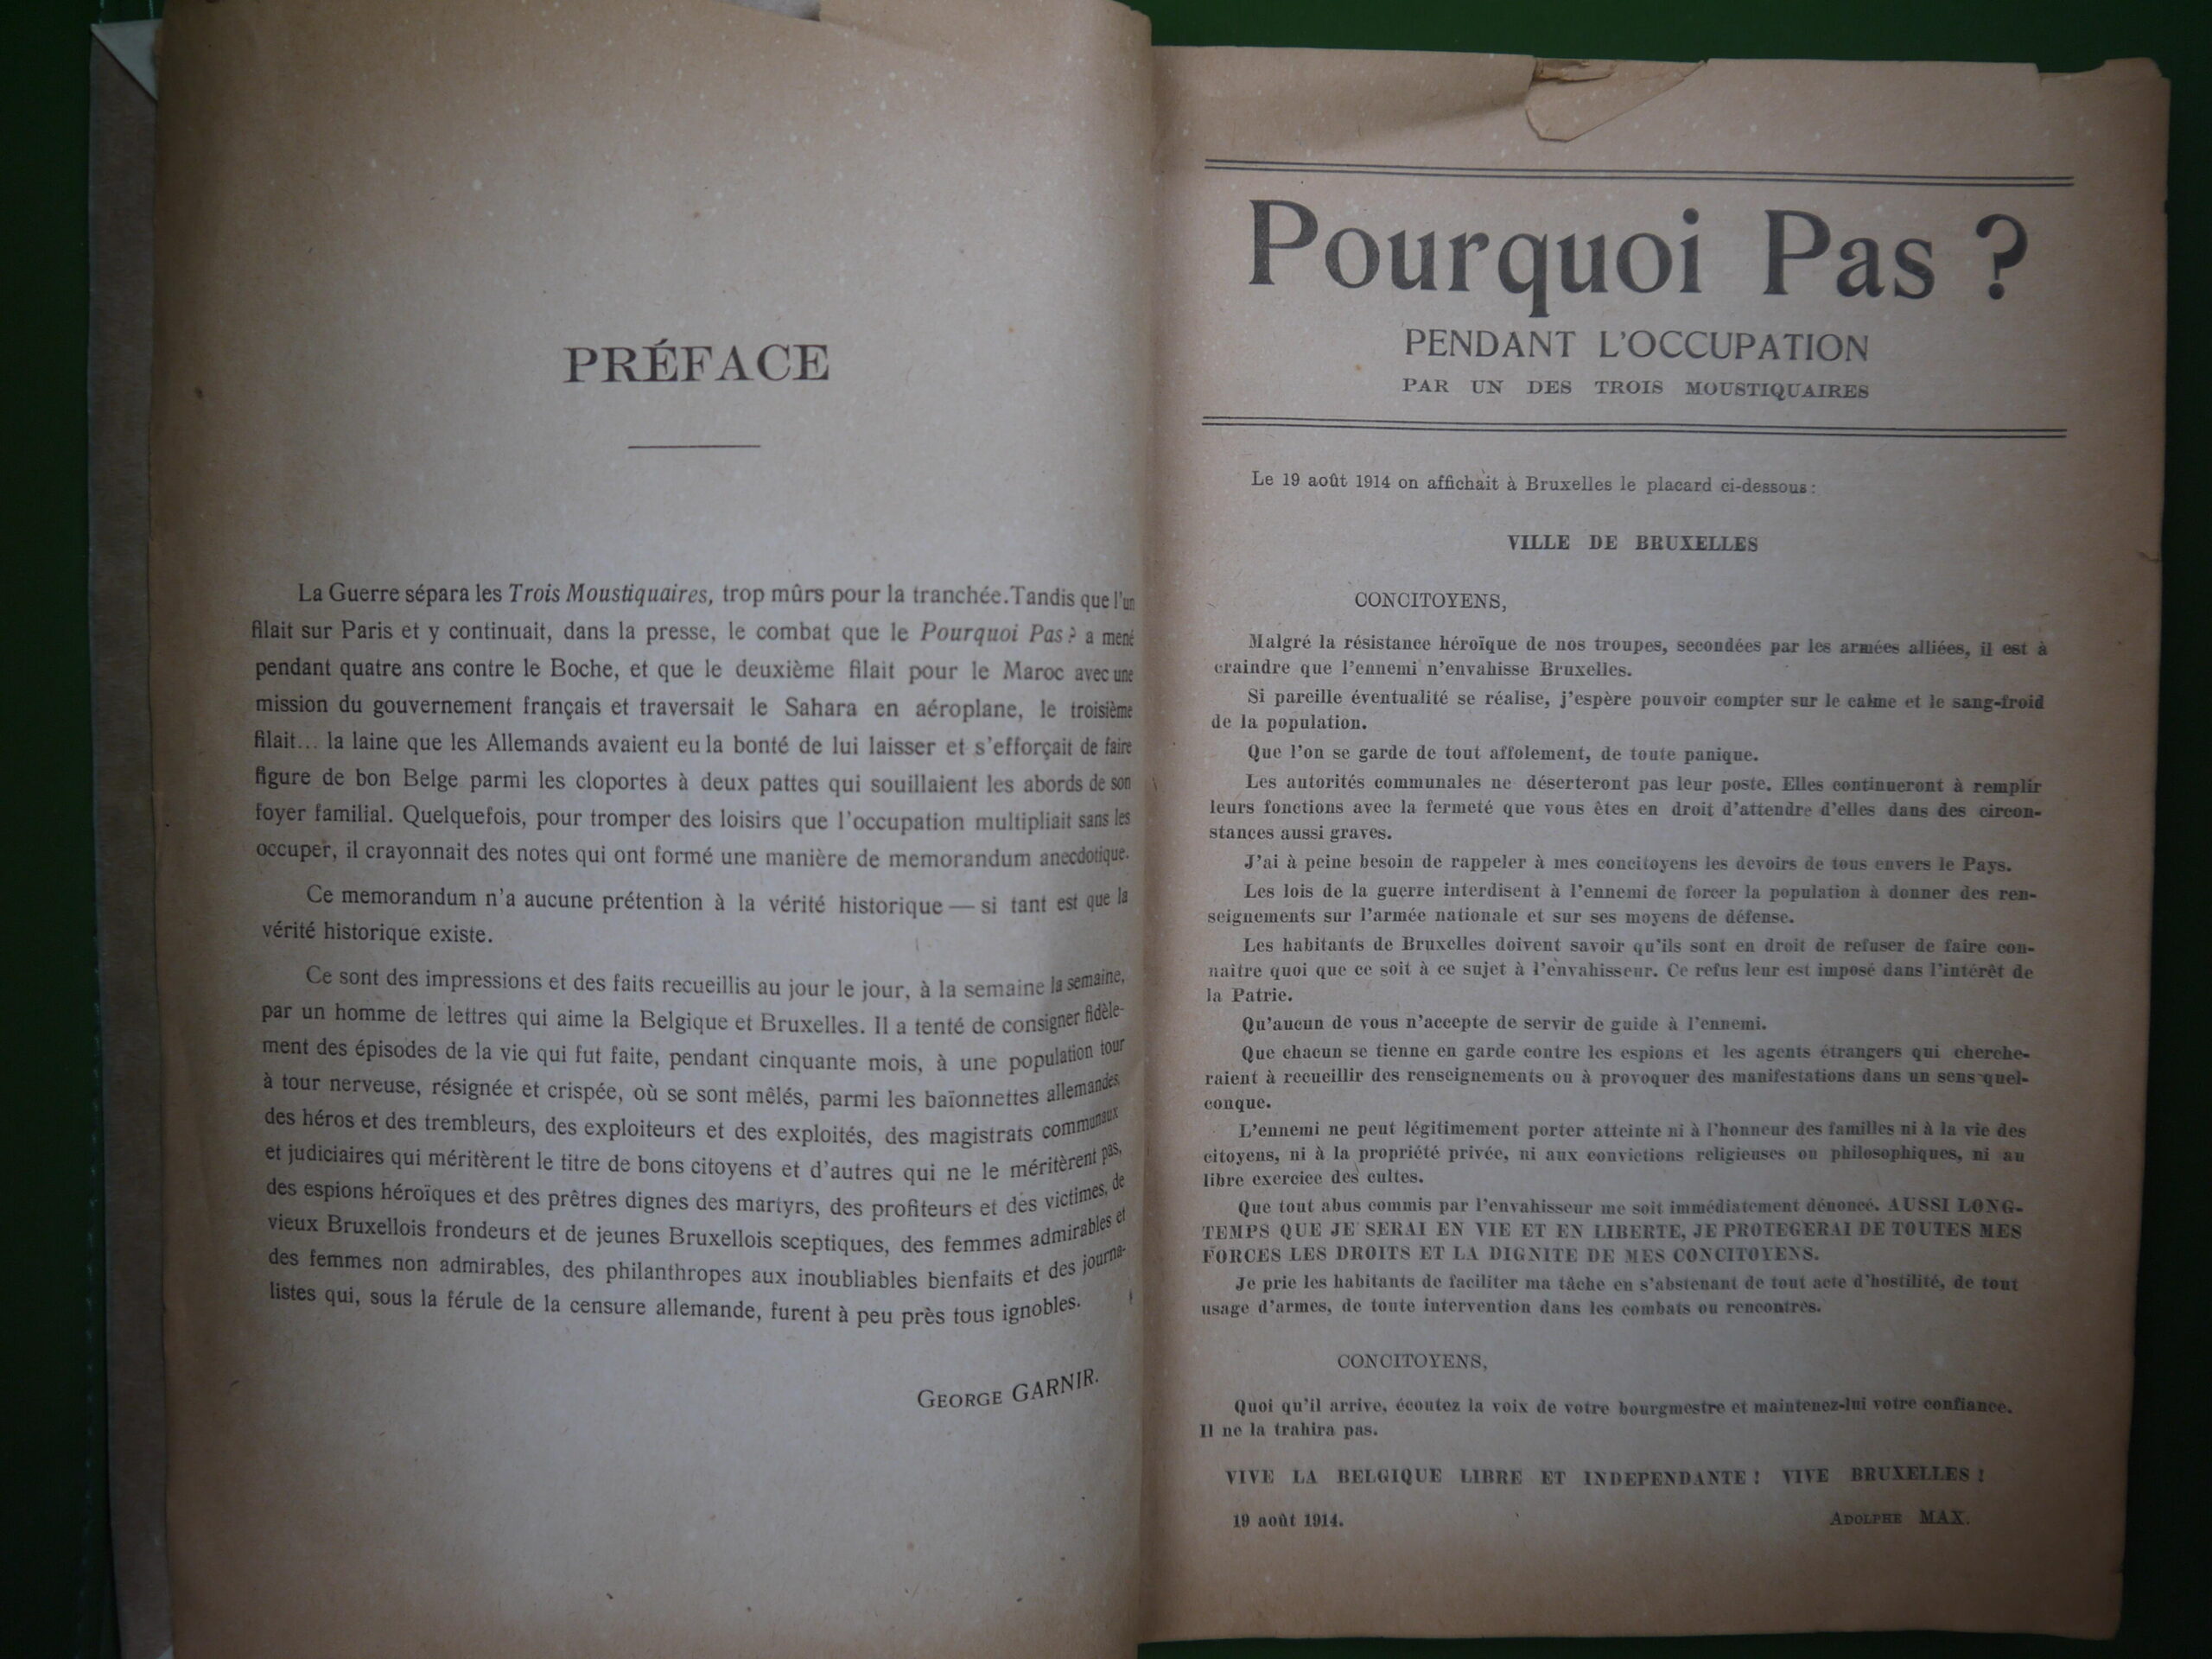 PRÉFACE
La Guerre sépara les Trois Moustiquaires, trop mûrs pour la tranchée. Tandis que l'un
filait sur Paris et y continuait, dans la presse, le combat que le Pourquoi Pas? a mené
pendant quatre ans contre le Boche, et que le deuxième filait pour le Maroc avec une
mission du gouvernement français et traversait le Sahara en aéroplane, le troisième
filait... la laine que les Allemands avaient eu la bonté de lui laisser et s'efforçait de faire
figure de bon Belge parmi les cloportes à deux pattes qui souillaient les abords de son
foyer familial. Quelquefois, pour tromper des loisirs que l'occupation multipliait sans les
occuper, il crayonnait des notes qui ont formé une manière de memorandum anecdotique.
Ce memorandum n'a aucune prétention à la vérité historique — si tant est que la
vérité historique existe.
Ce sont des impressions et des faits recueillis au jour le jour, à la semaine la semaine,
par un homme de lettres qui aime la Belgique et Bruxelles. Il a tenté de consigner fidèle-
ment des épisodes de la vie qui fut faite, pendant cinquante mois, à une population tour
à tour nerveuse, résignée et crispée, où se sont mêlés, parmi les baïonnettes allemandes,
des héros et des trembleurs, des exploiteurs et des exploités, des magistrats communaux
et judiciaires qui méritèrent le titre de bons citoyens et d'autres qui ne le méritèrent pas,
des espions héroïques et des prêtres dignes des martyrs, des profiteurs et des victimes, de
vieux Bruxellois frondeurs et de jeunes Bruxellois sceptiques, des femmes admirables et
des femmes non admirables, des philanthropes aux inoubliables bienfaits et des journa-
listes qui, sous la férule de la censure allemande, furent à peu près tous ignobles.
GEORGE GARNIR.
Pourquoi Pas ?
PENDANT L'OCCUPATION
PAR UN DES TROIS MOUSTIQUAIRES
Le 19 août 1914 on affichait à Bruxelles le placard ci-dessous :
VILLE DE BRUXELLES
CONCITOYENS,
Malgré la résistance héroïque de nos troupes, secondées par les armées alliées, il est à
craindre que l'ennemi n'envahisse Bruxelles.
Si pareille éventualité se réalise, j'espère pouvoir compter sur le calme et le sang-froid
de la population.
Que l'on se garde de tout affolement, de toute panique.
Les autorités communales ne déserteront pas leur poste. Elles continueront à remplir
leurs fonctions avec la fermeté que vous êtes en droit d'attendre d'elles dans des circon-
stances aussi graves.
J'ai à peine besoin de rappeler à mes concitoyens les devoirs de tous envers le Pays.
Les lois de la guerre interdisent à l'ennemi de forcer la population à donner des ren-
seignements sur l'armée nationale et sur ses moyens de défense.
Les habitants de Bruxelles doivent savoir qu'ils sont en droit de refuser de faire con-
naitre quoi que ce soit à ce sujet à l'envahisseur. Ce refus leur est imposé dans l'intérêt de
la Patrie.
Qu'aucun de vous n'accepte de servir de guide à l'ennemi.
Que chacun se tienne en garde contre les espions et les agents étrangers qui cherche-
raient à recueillir des renseignements ou à provoquer des manifestations dans un sens quel-
conque.
L'ennemi ne peut légitimement porter atteinte ni à l'honneur des familles ni à la vie des
citoyens, ni à la propriété privée, ni aux convictions religieuses ou philosophiques, ni au
libre exercice des cultes.
Que tout abus commis par l'envahisseur me soit immédiatement dénoncé. AUSSI LONG-
TEMPS QUE JE SERAI EN VIE ET EN LIBERTE, JE PROTEGERAI DE TOUTES MES
FORCES LES DROITS ET LA DIGNITE DE MES CONCITOYENS.
Je prie les habitants de faciliter ma tâche en s'abstenant de tout acte d'hostilité, de tout
usage d'armes, de toute intervention dans les combats ou rencontres.
CONCITOYENS,
Quoi qu'il arrive, écoutez la voix de votre bourgmestre et maintenez-lui votre confiance.
Il ne la trahira pas.
VIVE LA BELGIQUE LIBRE ET INDEPENDANTE ! VIVE BRUXELLES !
19 août 1914. ADOLPHE MAX.